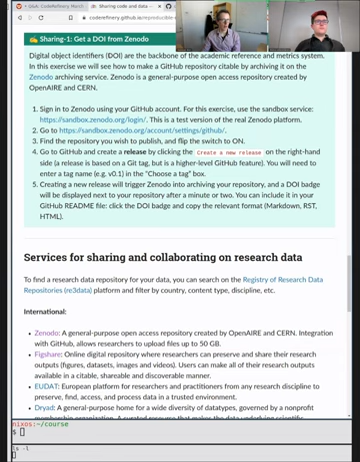 Q&A: CodeRefinery March
Sharing code and data —
coderefinery.github.io/reproducible-
Sharing-1: Get a DOI from Zenodo
Digital object identifiers (DOI) are the backbone of the academic reference and metrics system.
In this exercise we will see how to make a GitHub repository citable by archiving it on the
Zenodo archiving service. Zenodo is a general-purpose open access repository created by
OpenAIRE and CERN.
1. Sign in to Zenodo using your GitHub account. For this exercise, use the sandbox service:
https://sandbox.zenodo.org/login/. This is a test version of the real Zenodo platform.
2. Go to https://sandbox.zenodo.org/account/settings/github/.
3. Find the repository you wish to publish, and flip the switch to ON.
4. Go to GitHub and create a release by clicking the Create a new release on the right-hand
side (a release is based on a Git tag, but is a higher-level GitHub feature). You will need to
enter a tag name (e.g. v0.1) in the “Choose a tag” box.
5. Creating a new release will trigger Zenodo into archiving your repository, and a DOI badge
will be displayed next to your repository after a minute or two. You can include it in your
GitHub README file: click the DOI badge and copy the relevant format (Markdown, RST,
HTML).
Services for sharing and collaborating on research data
To find a research data repository for your data, you can search on the Registry of Research Data
Repositories (re3data) platform and filter by country, content type, discipline, etc.
International:
• Zenodo: A general-purpose open access repository created by OpenAIRE and CERN. Integration
with GitHub, allows researchers to upload files up to 50 GB.
• Figshare: Online digital repository where researchers can preserve and share their research
outputs (figures, datasets, images and videos). Users can make all of their research outputs
available in a citable, shareable and discoverable manner.
• EUDAT: European platform for researchers and practitioners from any research discipline to
preserve, find, access, and process data in a trusted environment.
• Dryad: A general-purpose home for a wide diversity of datatypes, governed by a nonprofit
nixos:~/course
$
ls -l